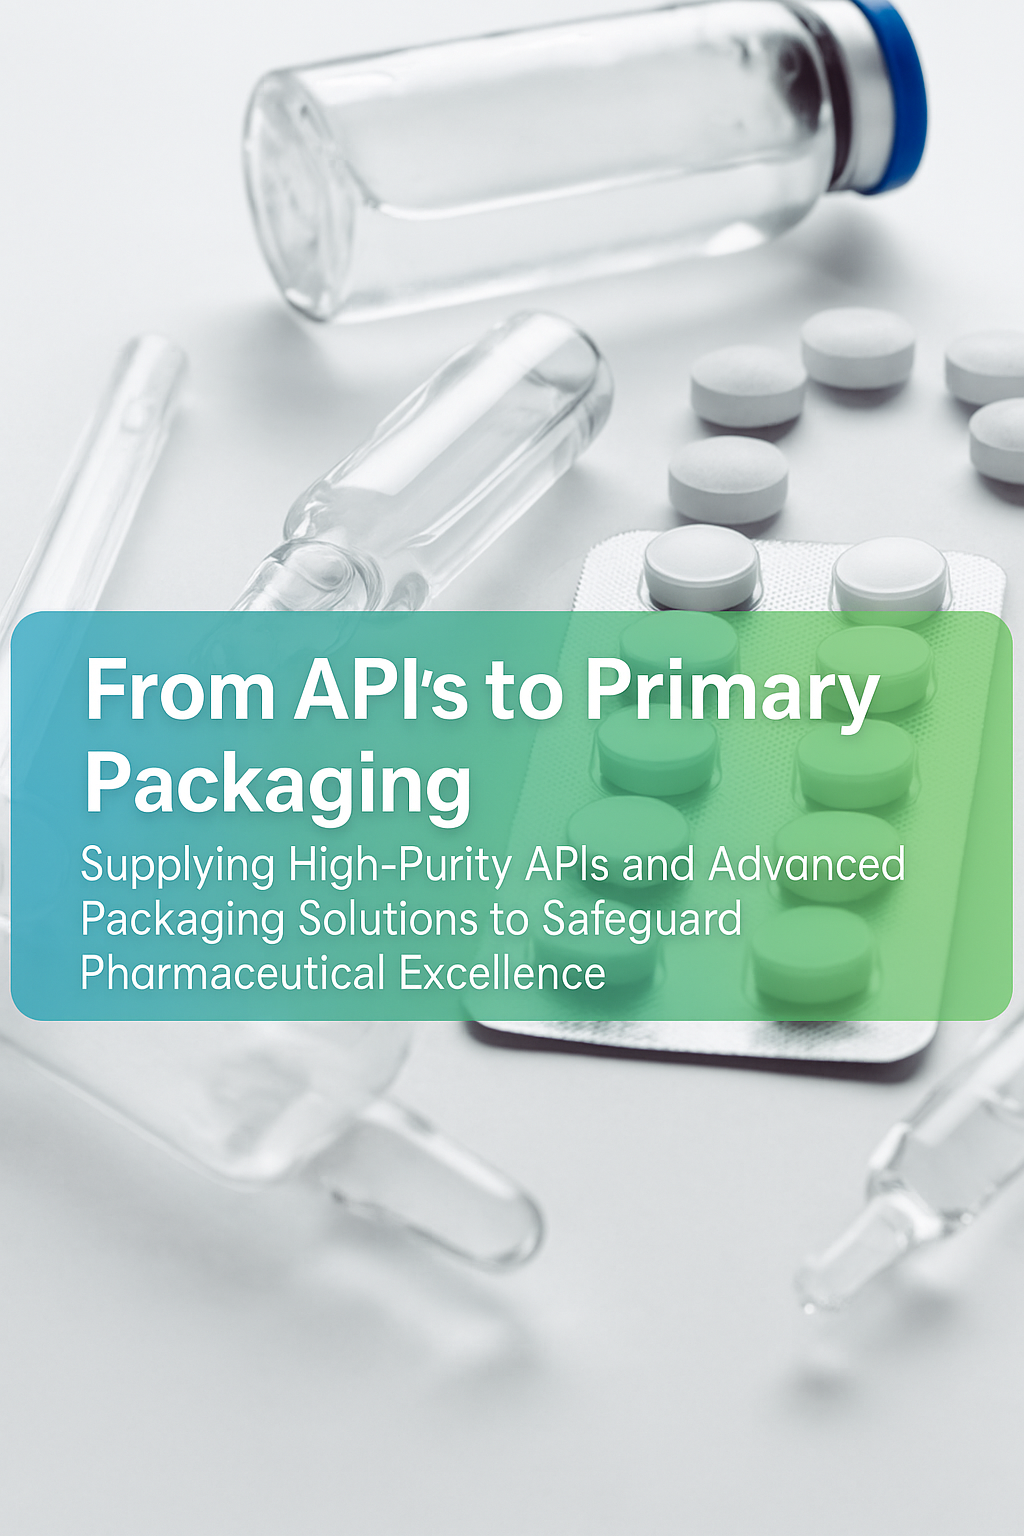 From API's to Primary
Packaging
Supplying High-Purity APIs and Advanced
Packaging Solutions to Safeguard
Pharmaceutical Excellence